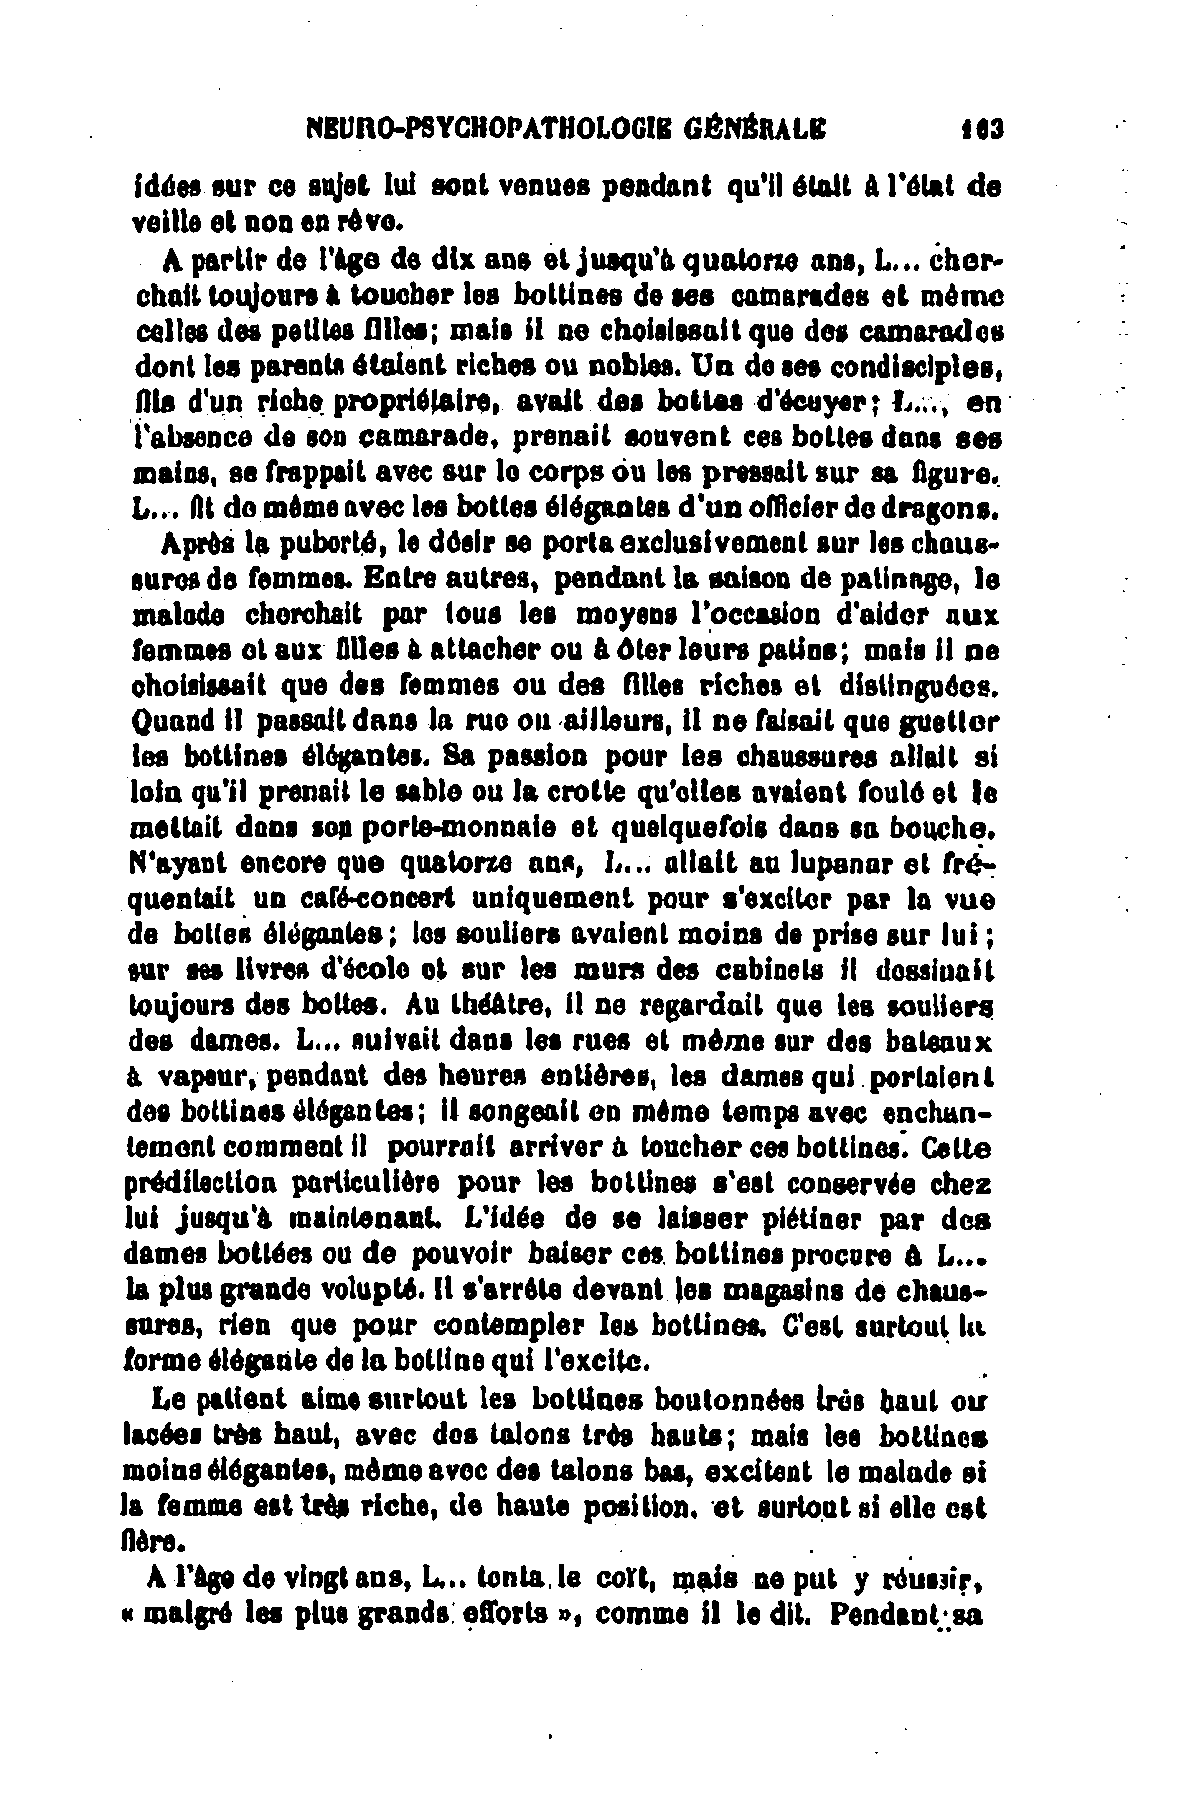 NEURO-PSYCHOPATHOLOGIE GÉNÉRALE 163
idées sur ce sujet lui sont venues pendant qu'il était à l'état de
veille et non en rêve.
A partir de l'âge de dix ans et jusqu'à quatorze ans, L... cher-
chait toujours à toucher les bottines de ses camarades et même
celles des petites filles; mais il ne choisissait que des camarades
dont les parents étaient riches ou nobles. Un de ses condisciples,
fils d'un riche propriétaire, avait des bottes d'écuyer; L..., en
l'absence de son camarade, prenait souvent ces bottes dans ses
mains, se frappait avec sur le corps ou les pressait sur sa figure.
L... fit de même avec les bottes élégantes d'un officier de dragons.
Après la puberté, le désir se porta exclusivement sur les chaus-
sures de femmes. Entre autres, pendant la saison de patinage, le
malade cherchait par tous les moyens l'occasion d'aider aux
femmes et aux filles à attacher ou à ôter leurs patins; mais il ne
choisissait que des femmes ou des filles riches et distinguées.
Quand il passait dans la rue ou ailleurs, il ne faisait que guetter
les bottines élégantes. Sa passion pour les chaussures allait si
loin qu'il prenait le sable ou la crotte qu'elles avaient foulé et le
mettait dans son porte-monnaie et quelquefois dans sa bouche.
N'ayant encore que quatorze ans, L... allait au lupanar et fré-
quentait un café-concert uniquement pour s'exciter par la vue
de bottes élégantes; les souliers avaient moins de prise sur lui;
sur ses livres d'école et sur les murs des cabinets il dessinait
toujours des bottes. Au théâtre, il ne regardait que les souliers
des dames. L... suivait dans les rues et même sur des bateaux
à vapeur, pendant des heures entières, les dames qui portaient
des bottines élégantes; il songeait en même temps avec enchan-
tement comment il pourrait arriver à toucher ces bottines. Cette
prédilection particulière pour les bottines s'est conservée chez
lui jusqu'à maintenant. L'idée de se laisser piétiner par des
dames bottées ou de pouvoir baiser ces bottines procure à L...
la plus grande volupté. Il s'arrête devant les magasins de chaus-
sures, rien que pour contempler les bottines. C'est surtout la
forme élégante de la bottine qui l'excite.
Le patient aime surtout les bottines boutonnées très haut ou
lacées très haut, avec des talons très hauts; mais les bottines
moins élégantes, même avec des talons bas, excitent le malade si
la femme est très riche, de haute position, et surtout si elle est
fière.
A l'âge de vingt ans, L... tenta le coït, mais ne put y réussir,
« malgré les plus grands efforts », comme il le dit. Pendant sa